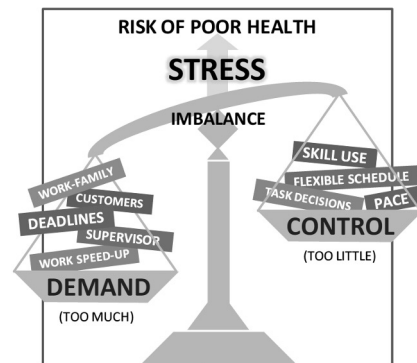 RISK OF POOR HEALTH
STRESS
IMBALANCE
WORK-FAMILY
CUSTOMERS
DEADLINES
SUPERVISOR
WORK SPEED-UP
DEMAND
(TOO MUCH)
SKILL USE
FLEXIBLE SCHEDULE
TASK DECISIONS
PACE
CONTROL
(TOO LITTLE)